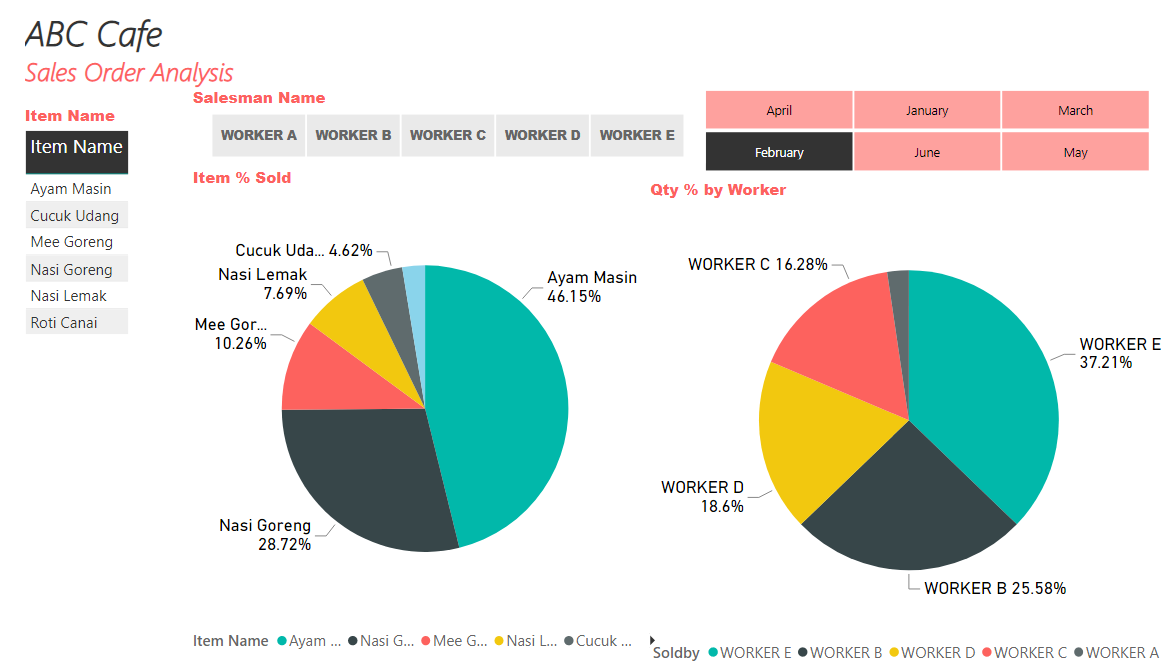 ABC Cafe
Sales Order Analysis
Item Name
Item Name
Ayam Masin
Cucuk Udang
Mee Goreng
Nasi Goreng
Nasi Lemak
Roti Canai
Salesman Name
WORKER A WORKER B WORKER C WORKER D WORKER E
April January March
February June May
Item % Sold
Cucuk Uda... 4.62%
Nasi Lemak
7.69%
Mee Gor...
10.26%
Nasi Goreng
28.72%
Ayam Masin
46.15%
Item Name Ayam ... Nasi G... Mee G... Nasi L... Cucuk ...
Qty % by Worker
WORKER C 16.28%
WORKER E
37.21%
WORKER D
18.6%
WORKER B 25.58%
Soldby WORKER E WORKER B WORKER D WORKER C WORKER A